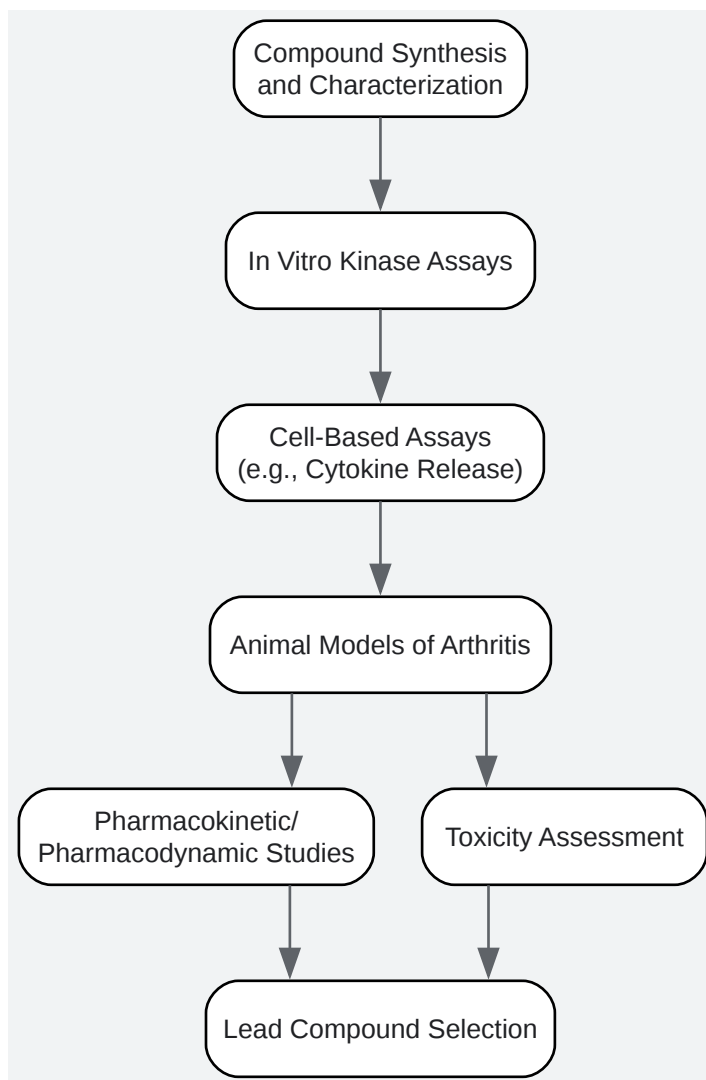 Compound Synthesis
and Characterization
In Vitro Kinase Assays
Cell-Based Assays
(e.g., Cytokine Release)
Animal Models of Arthritis
Pharmacokinetic/
Pharmacodynamic Studies
Toxicity Assessment
Lead Compound Selection